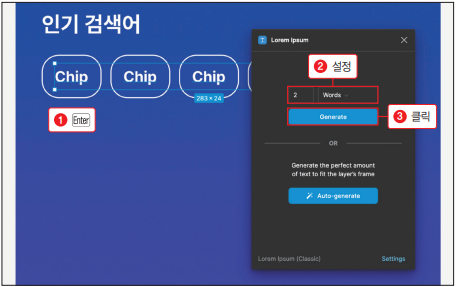 인기 검색어
Chip
Chip
Chip
283 × 24
1 Enter
Lorem Ipsum
2 설정
2 Words
Generate
3 클릭
OR
Generate the perfect amount
of text to fit the layer's frame
Auto-generate
Lorem Ipsum (Classic)
Settings